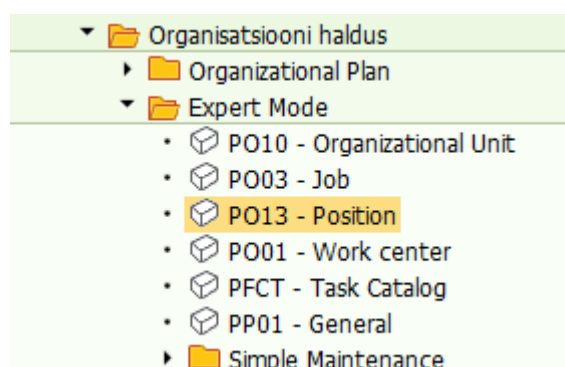 Organisatsiooni haldus
Organizational Plan
Expert Mode
PO10 - Organizational Unit
PO03 - Job
PO13 - Position
PO01 - Work center
PFCT - Task Catalog
PP01 - General
Simple Maintenance